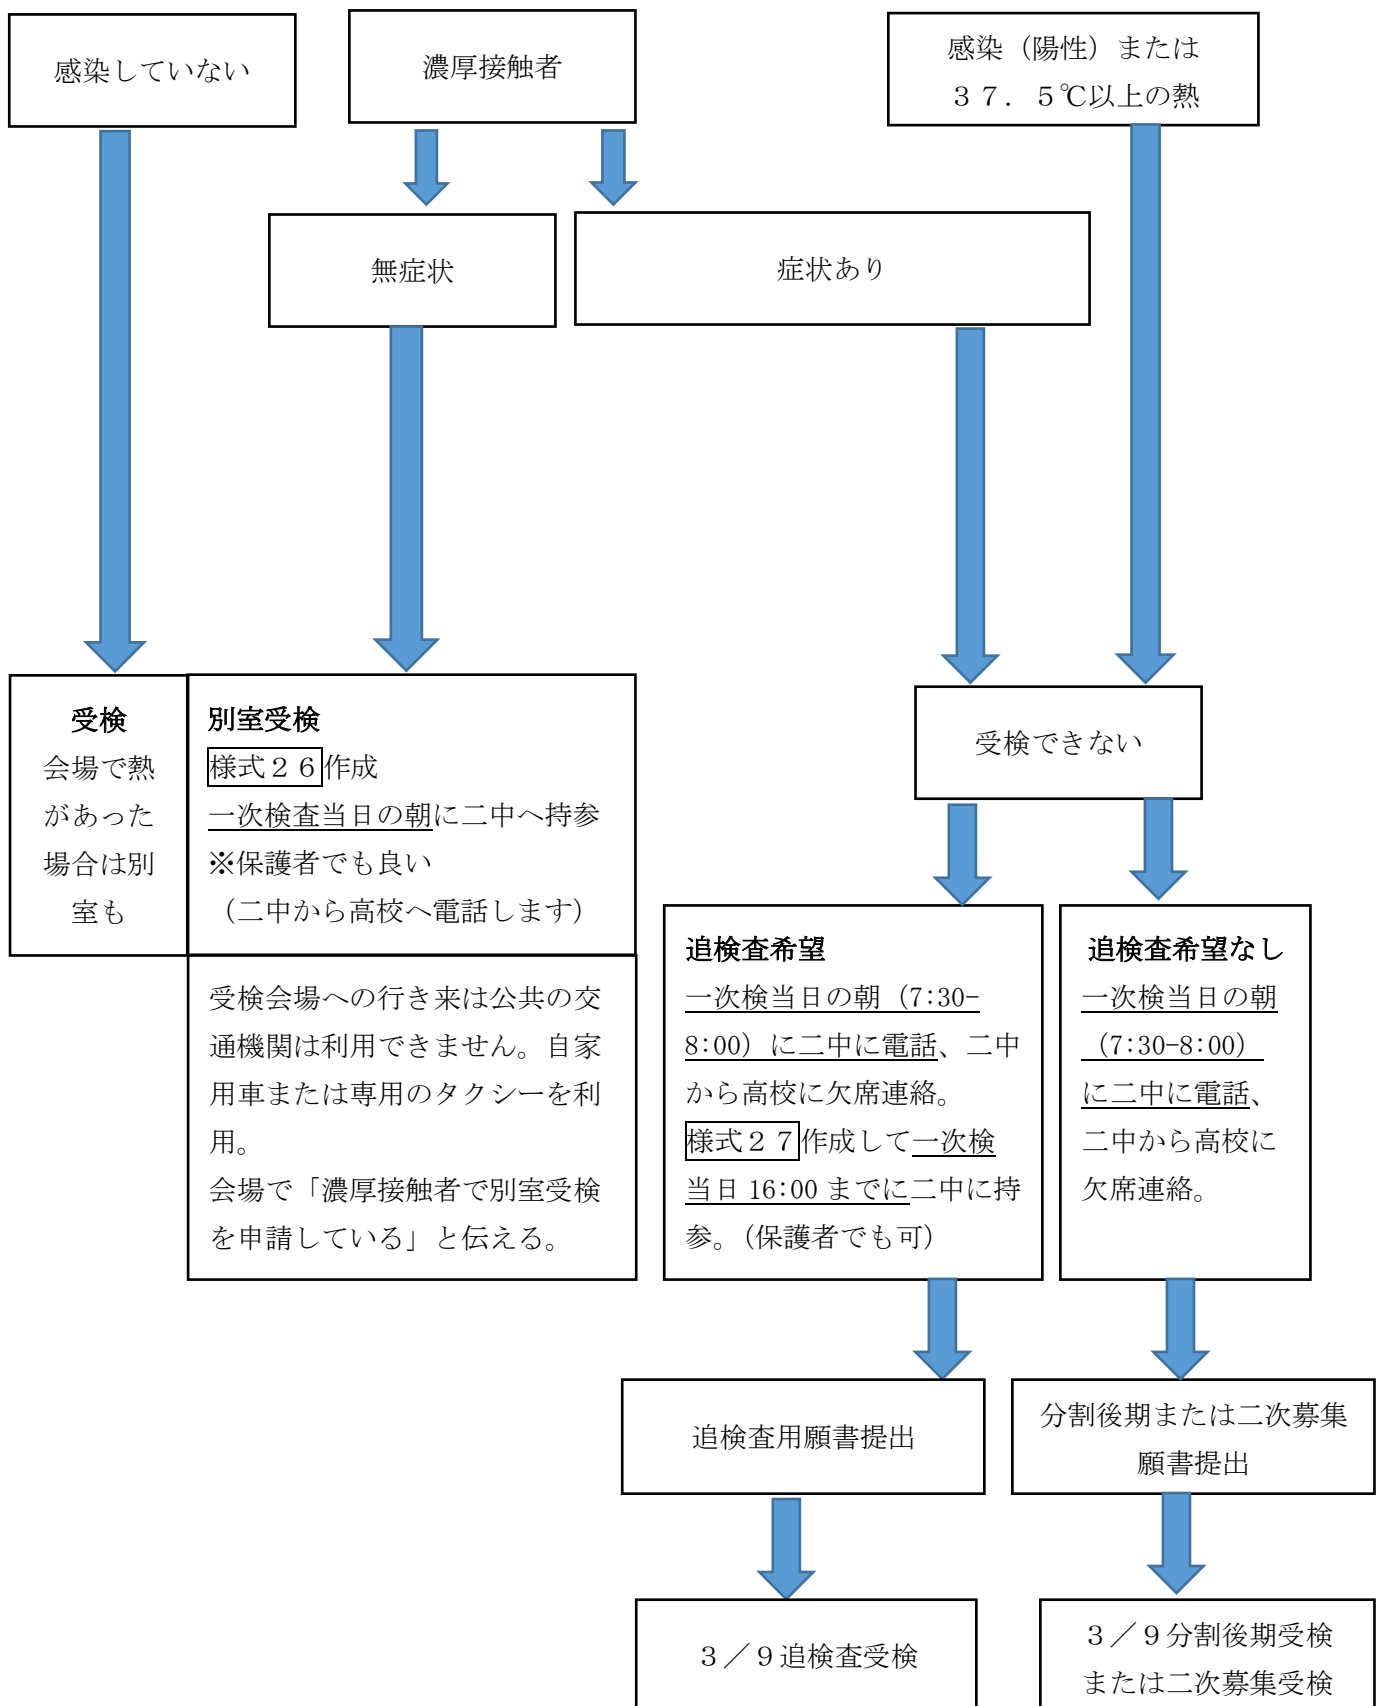 感染していない
濃厚接触者
感染（陽性）または
３７．５℃以上の熱
無症状
症状あり
受検
会場で熱
があった
場合は別
室も
別室受検
様式２６作成
一次検査当日の朝に二中へ持参
※保護者でも良い
（二中から高校へ電話します）
受検会場への行き来は公共の交
通機関は利用できません。自家
用車または専用のタクシーを利
用。
会場で「濃厚接触者で別室受検
を申請している」と伝える。
受検できない
追検査希望
一次検当日の朝（7:30-
8:00）に二中に電話、二中
から高校に欠席連絡。
様式２７作成して一次検
当日 16:00 までに二中に持
参。（保護者でも可）
追検査希望なし
一次検当日の朝
（7:30-8:00）
に二中に電話、
二中から高校に
欠席連絡。
追検査用願書提出
分割後期または二次募集
願書提出
３／９追検査受検
３／９分割後期受検
または二次募集受検